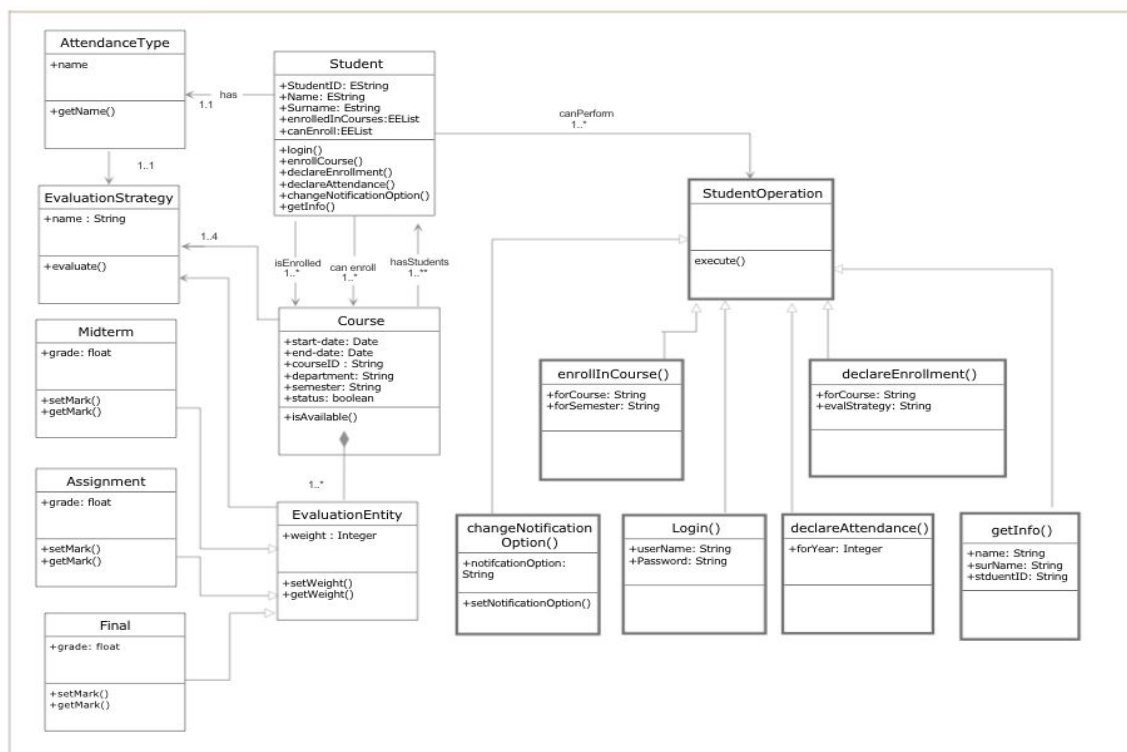 AttendanceType
+name
+getName()
has
1.1
1..1
Student
+StudentID: EString
+Name: EString
+Surname: Estring
+enrolledInCourses:EEList
+canEnroll:EEList
+login()
+enrollCourse()
+declareEnrollment()
+declareAttendance()
+changeNotificationOption()
+getInfo()
canPerform
1..*
StudentOperation
execute()
EvaluationStrategy
+name : String
+evaluate()
1..4
isEnrolled
1..*
can enroll
1..*
hasStudents
1..**
Course
+start-date: Date
+end-date: Date
+courseID : String
+department: String
+semester: String
+status: boolean
+isAvailable()
1..*
Midterm
+grade: float
+setMark()
+getMark()
Assignment
+grade: float
+setMark()
+getMark()
Final
+grade: float
+setMark()
+getMark()
EvaluationEntity
+weight : Integer
+setWeight()
+getWeight()
enrollInCourse()
+forCourse: String
+forSemester: String
declareEnrollment()
+forCourse: String
+evalStrategy: String
changeNotification
Option()
+notifcationOption:
String
+setNotificationOption()
Login()
+userName: String
+Password: String
declareAttendance()
+forYear: Integer
getInfo()
+name: String
+surName: String
+stduentID: String